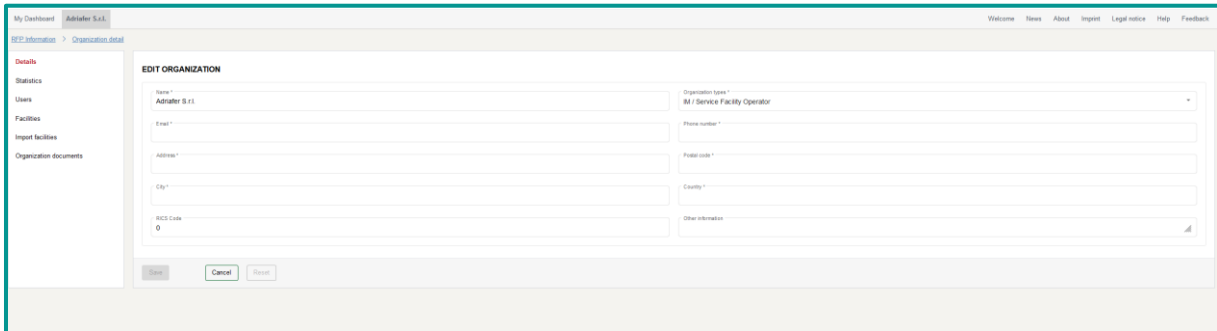 My Dashboard Adriafer S.r.l. Welcome News About Imprint Legal notice Help Feedback
RFP Information > Organization detail
Details
Statistics
Users
Facilities
Import facilities
Organization documents
EDIT ORGANIZATION
Name *
Adriafer S.r.l.
Organization types *
IM / Service Facility Operator
Email *
Phone number *
Address *
Postal code *
City *
Country *
RICS Code
0
Other information
Save Cancel Reset